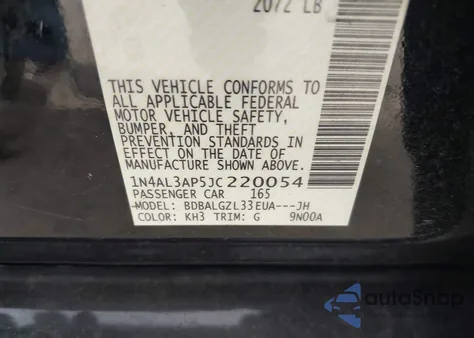 2072 LB
THIS VEHICLE CONFORMS TO
ALL APPLICABLE FEDERAL
MOTOR VEHICLE SAFETY,
BUMPER, AND THEFT
PREVENTION STANDARDS
IN EFFECT ON THE DATE OF
MANUFACTURE SHOWN ABOVE.
1N4AL3AP5JC220054
PASSENGER CAR 165
MODEL: BDBALGZL33EUA---JH
COLOR: KH3 TRIM: G 9N00A
autoSnap